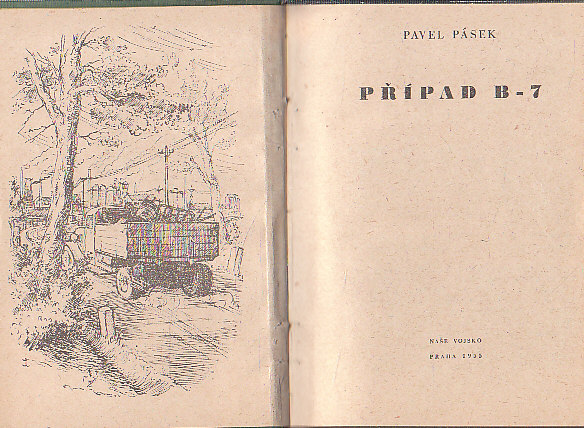 PAVEL PÁSEK
PŘÍPAD B-7
NAŠE VOJSKO
PRAHA 1955